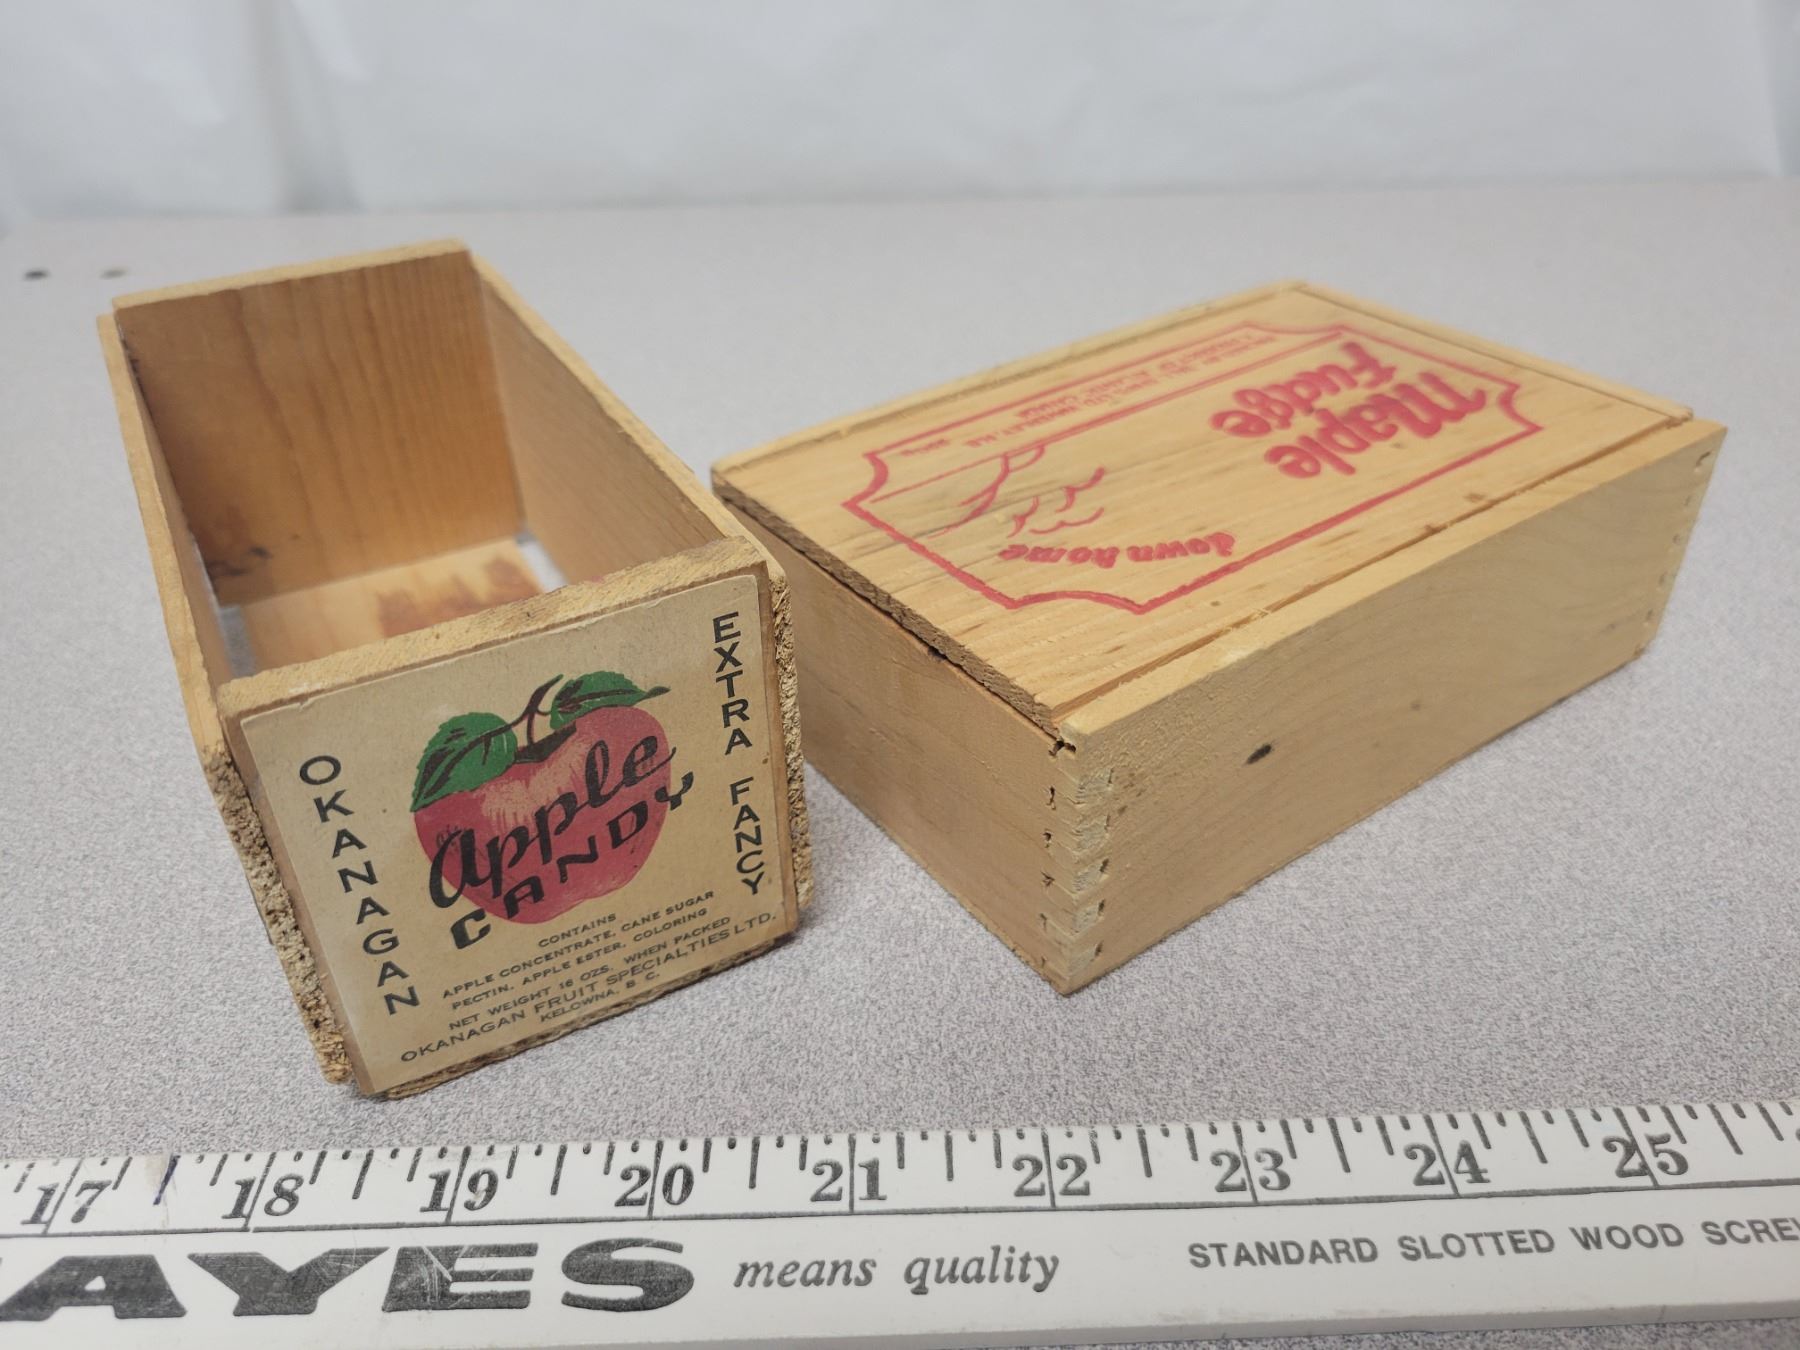 OKANAGAN
EXTRA FANCY
Apple
CANDY
CONTAINS
APPLE CONCENTRATE, CANE SUGAR
PECTIN, APPLE ESTER, COLORING
NET WEIGHT 16 OZS. WHEN PACKED
OKANAGAN FRUIT SPECIALTIES LTD.
KELOWNA, B C.
Maple
Fudge
down home
17 18 19 20 21 22 23 24 25
AYES means quality STANDARD SLOTTED WOOD SCRE